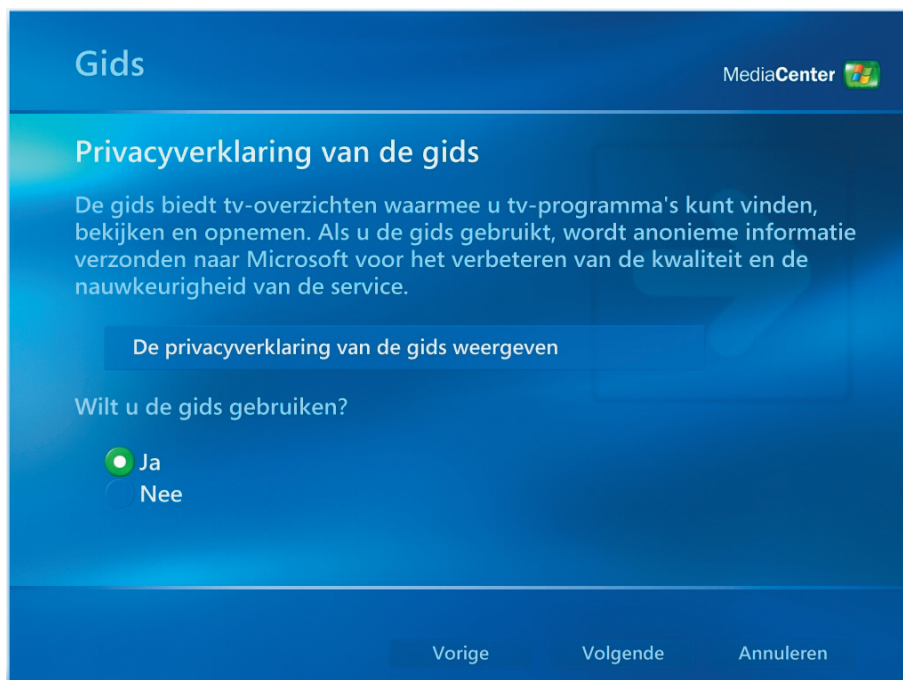 Gids
MediaCenter
Privacyverklaring van de gids
De gids biedt tv-overzichten waarmee u tv-programma's kunt vinden,
bekijken en opnemen. Als u de gids gebruikt, wordt anonieme informatie
verzonden naar Microsoft voor het verbeteren van de kwaliteit en de
nauwkeurigheid van de service.
De privacyverklaring van de gids weergeven
Wilt u de gids gebruiken?
Ja
Nee
Vorige
Volgende
Annuleren